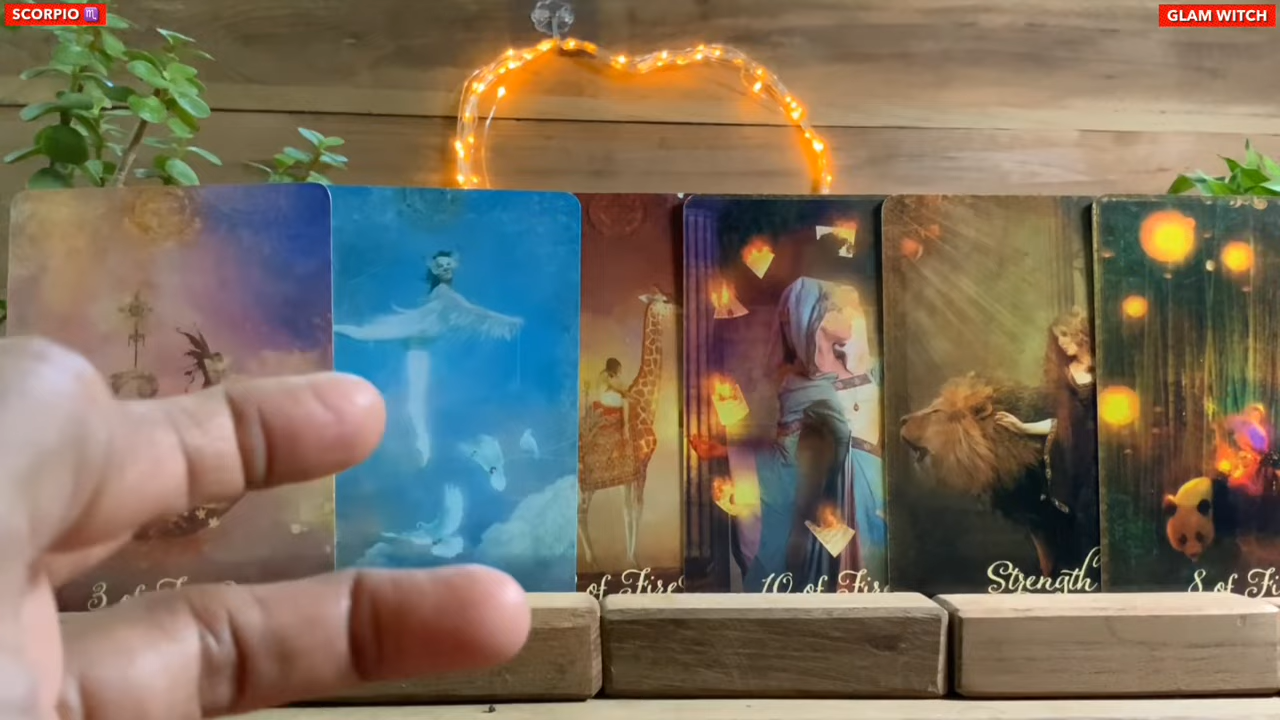 SCORPIO ♏
GLAM WITCH
3 of
of Fire
10 of Fire
Strength
8 of Fi